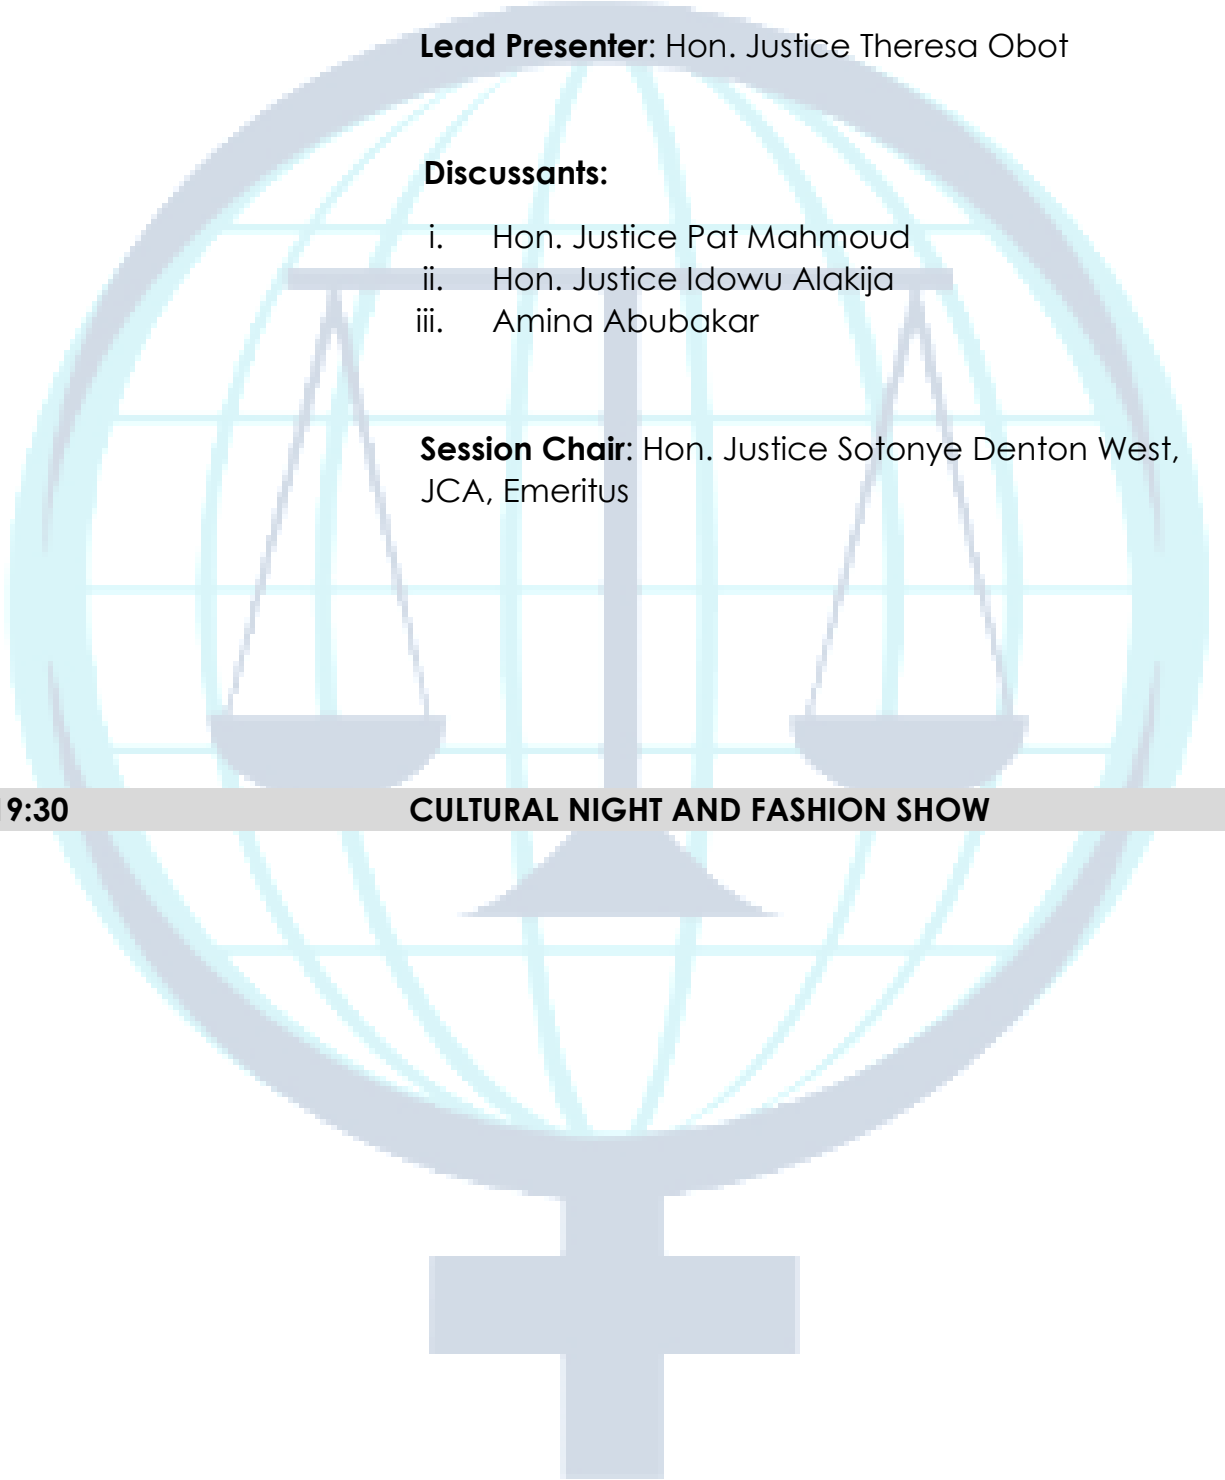 Lead Presenter: Hon. Justice Theresa Obot
Discussants:
i. Hon. Justice Pat Mahmoud
ii. Hon. Justice Idowu Alakija
iii. Amina Abubakar
Session Chair: Hon. Justice Sotonye Denton West,
JCA, Emeritus
9:30 CULTURAL NIGHT AND FASHION SHOW